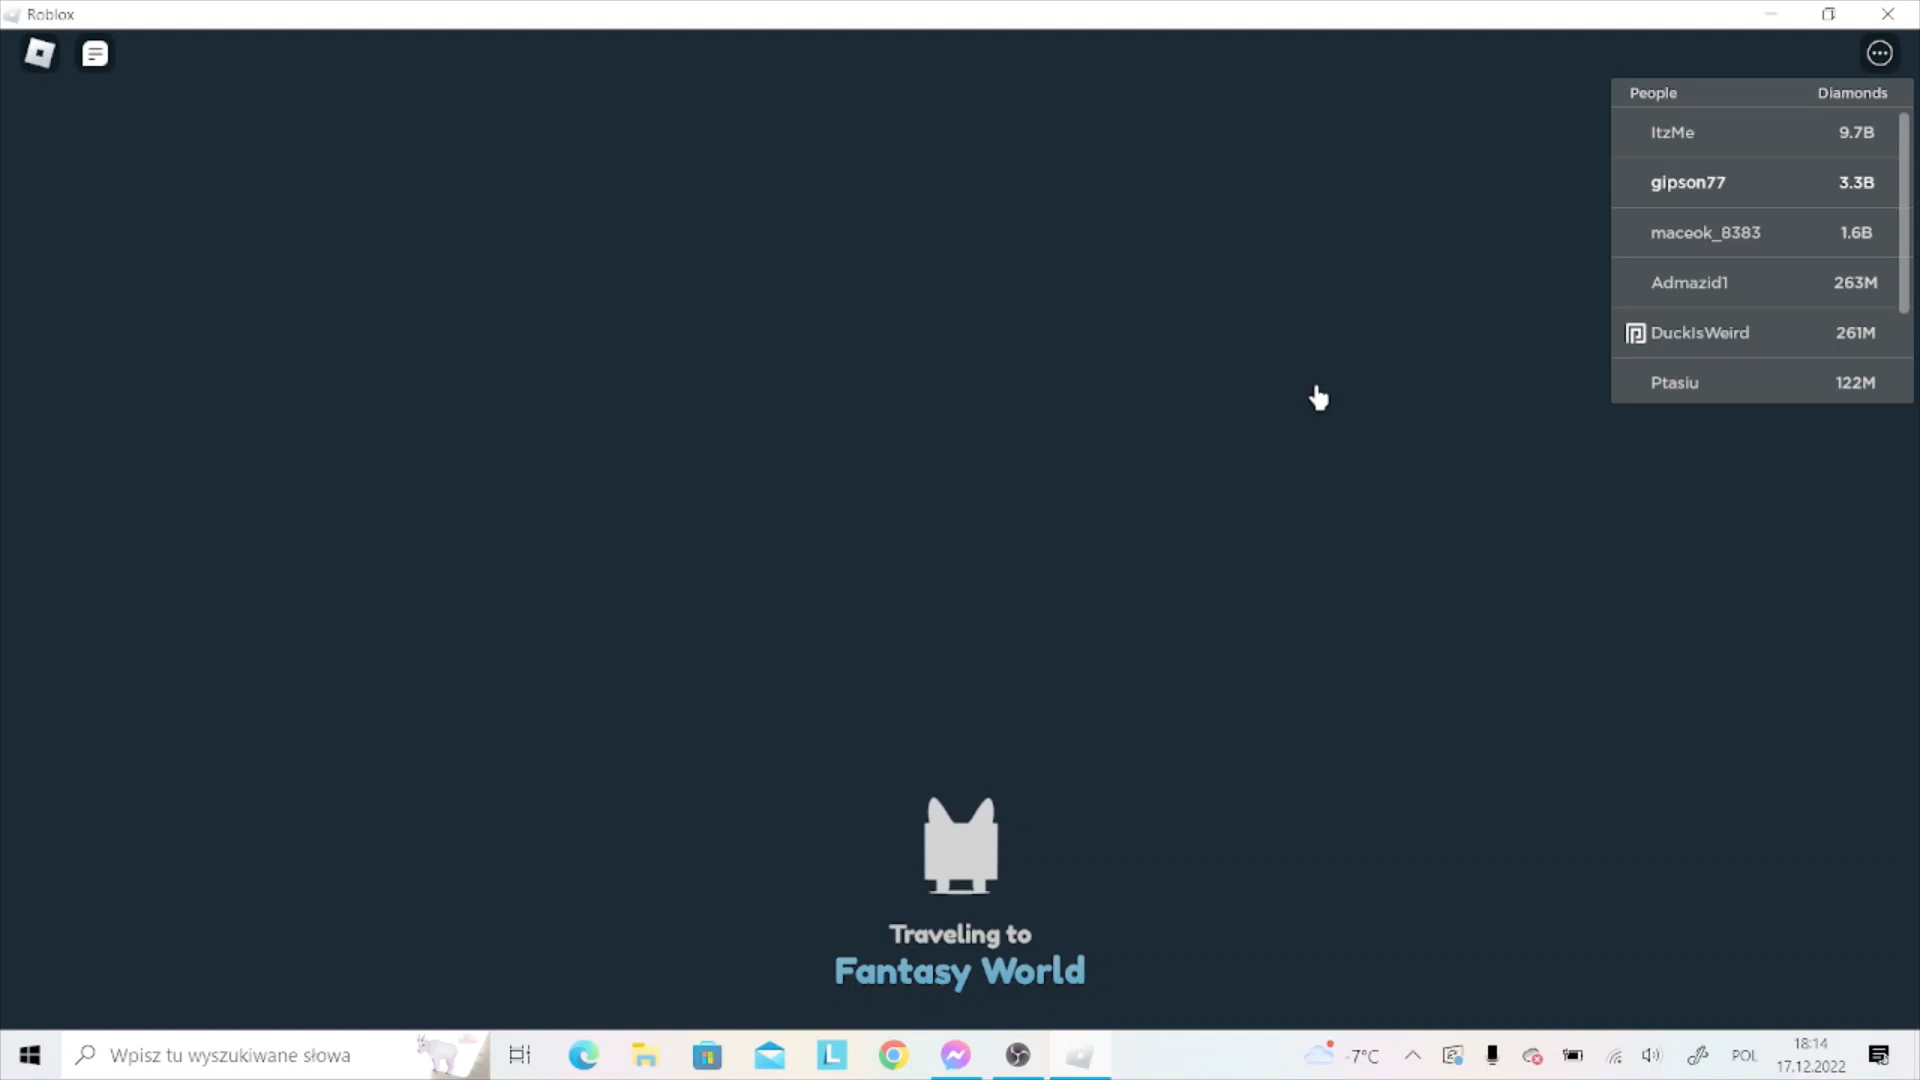 Roblox
People Diamonds
ItzMe 9.7B
gipson77 3.3B
maceok_8383 1.6B
Admazid1 263M
DuckIsWeird 261M
Ptasiu 122M
Traveling to
Fantasy World
Wpisz tu wyszukiwane słowa
L
-7°C
POL
18:14
17.12.2022